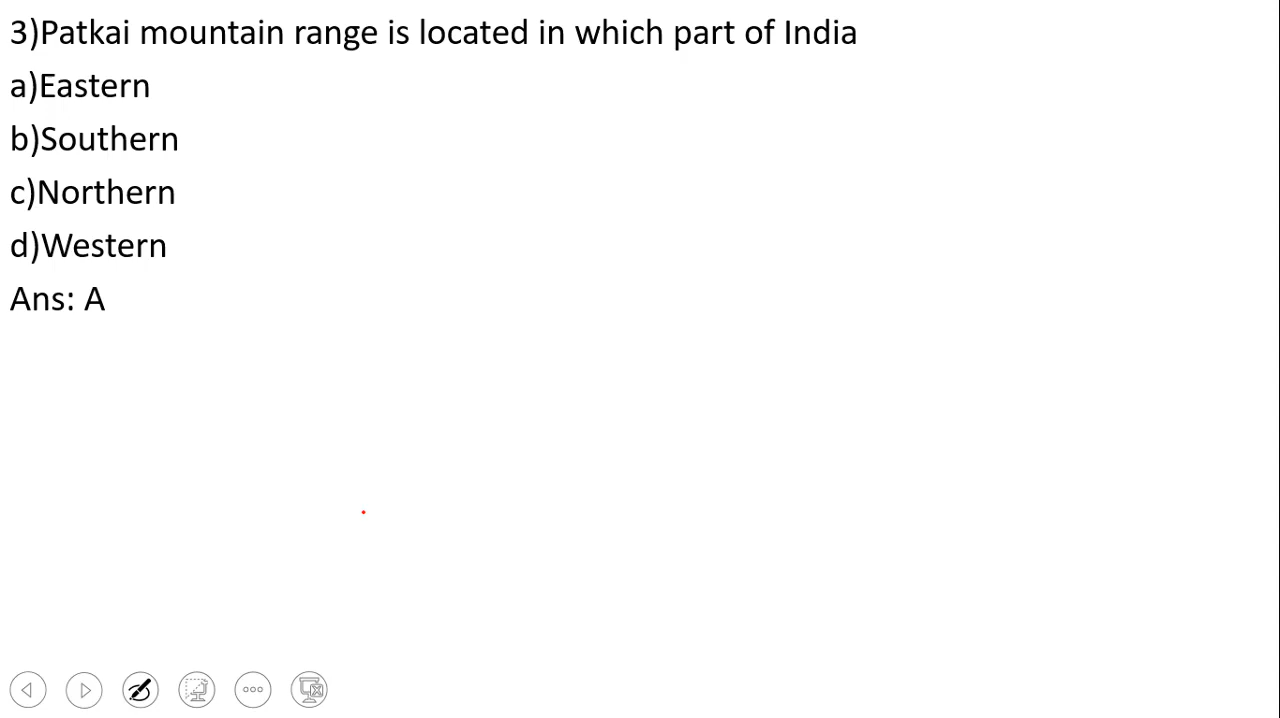 3)Patkai mountain range is located in which part of India
a)Eastern
b)Southern
c)Northern
d)Western
Ans: A